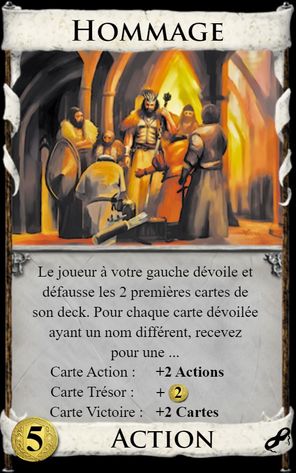 HOMMAGE
Le joueur à votre gauche dévoile et
défausse les 2 premières cartes de
son deck. Pour chaque carte dévoilée
ayant un nom différent, recevez
pour une ...
Carte Action : +2 Actions
Carte Trésor : + 2
Carte Victoire : +2 Cartes
5 ACTION